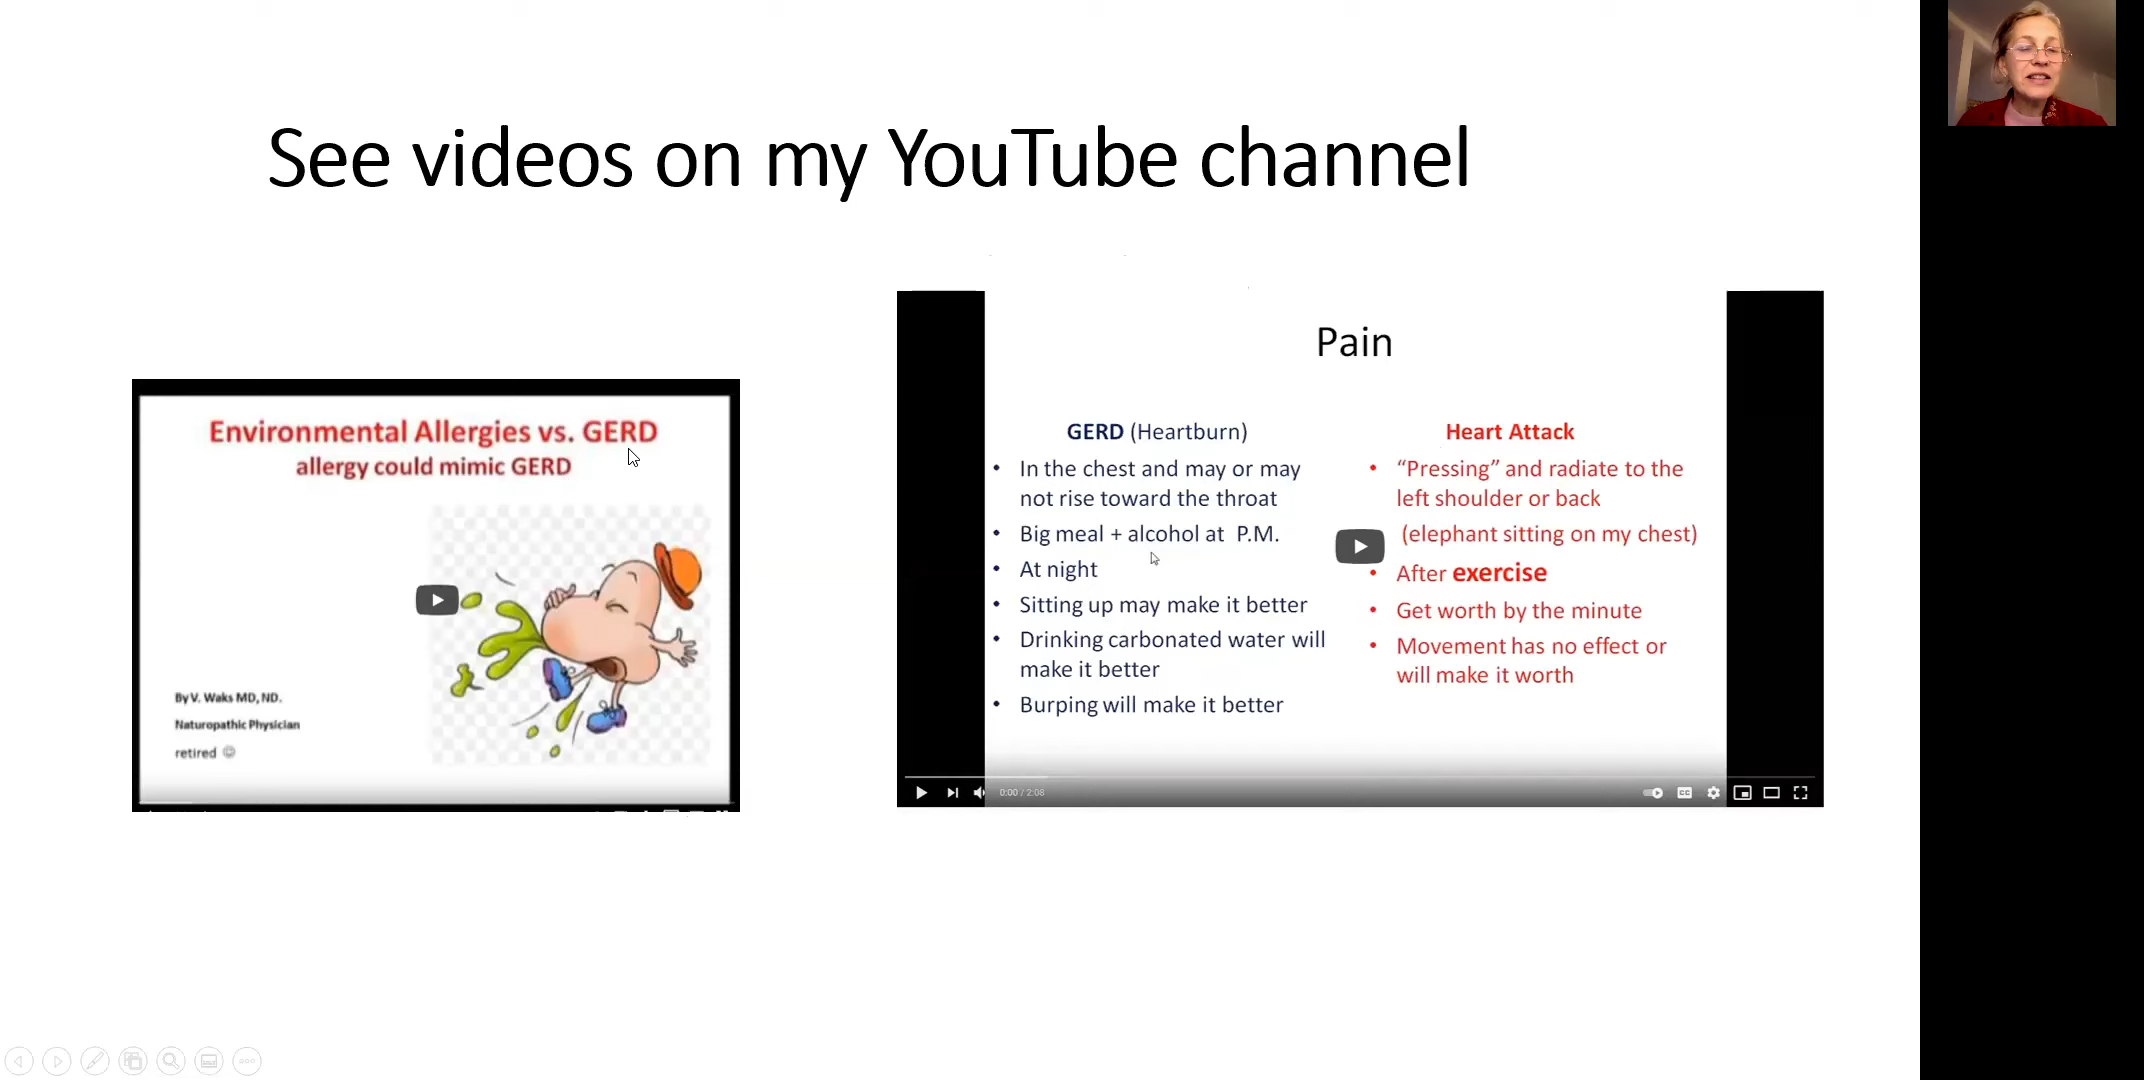 See videos on my YouTube channel
Environmental Allergies vs. GERD
allergy could mimic GERD
By V. Waks MD, ND.
Naturopathic Physician
retired ☺
Pain
GERD (Heartburn)
• In the chest and may or may
not rise toward the throat
• Big meal + alcohol at P.M.
• At night
• Sitting up may make it better
• Drinking carbonated water will
make it better
• Burping will make it better
Heart Attack
• “Pressing” and radiate to the
left shoulder or back
(elephant sitting on my chest)
• After exercise
• Get worth by the minute
• Movement has no effect or
will make it worth
0:00 / 2:08
CC